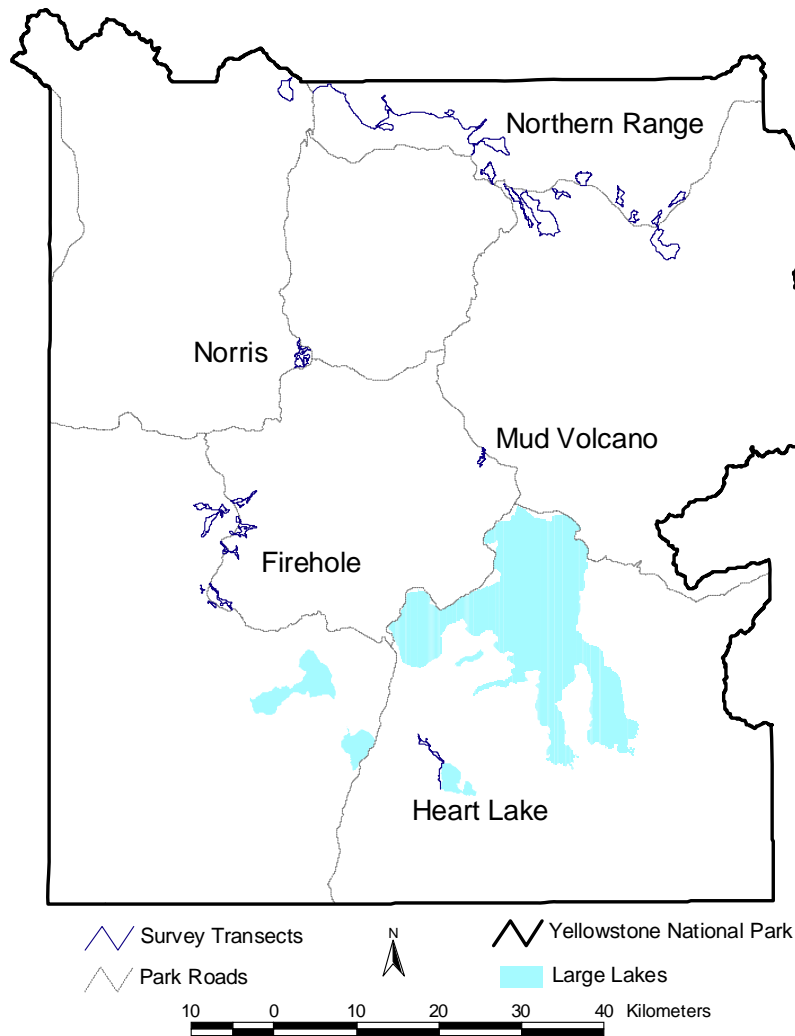 Northern Range
Norris
Mud Volcano
Firehole
Heart Lake
Survey Transects
N
Yellowstone National Park
Park Roads
Large Lakes
10 0 10 20 30 40 Kilometers